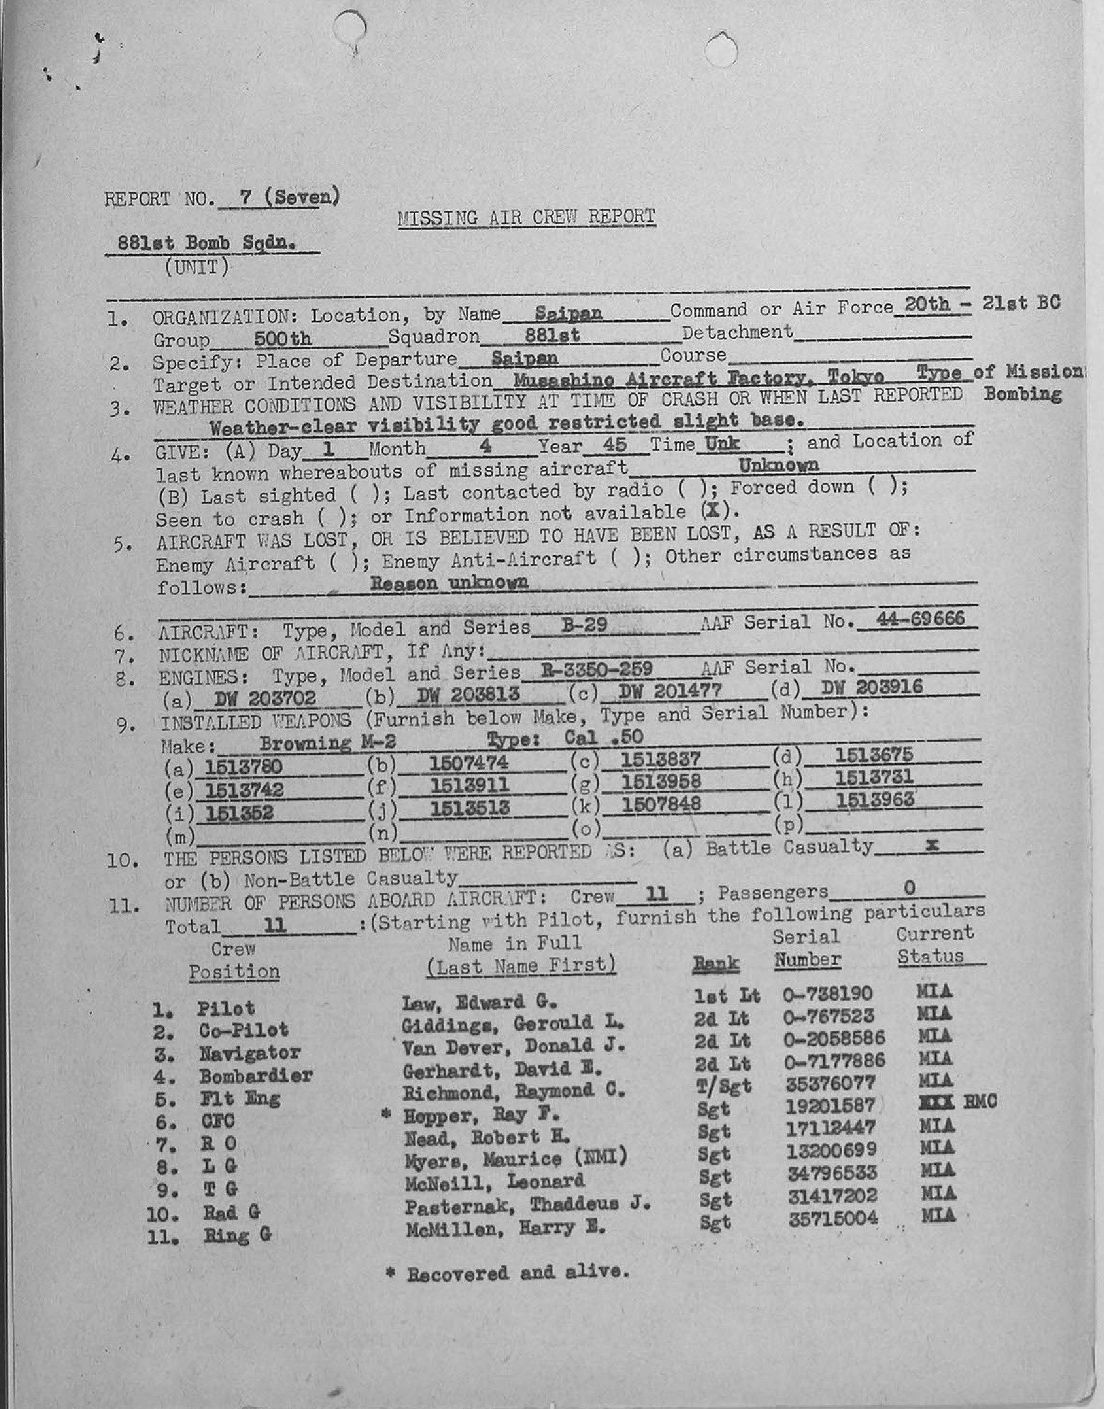 REPORT NO. 7 (Seven)
MISSING AIR CREW REPORT
881st Bomb Sqdn.
(UNIT)
1. ORGANIZATION: Location, by Name Saipan Command or Air Force 20th - 21st BC
Group 500th Squadron 881st Detachment
2. Specify: Place of Departure Saipan Course
Target or Intended Destination Musashino Aircraft Factory, Tokyo Type of Mission:
3. WEATHER CONDITIONS AND VISIBILITY AT TIME OF CRASH OR WHEN LAST REPORTED Bombing
Weather-clear visibility good restricted slight base.
4. GIVE: (A) Day 1 Month 4 Year 45 Time Unk ; and Location of
last known whereabouts of missing aircraft Unknown
(B) Last sighted ( ); Last contacted by radio ( ); Forced down ( );
Seen to crash ( ); or Information not available (X).
5. AIRCRAFT WAS LOST, OR IS BELIEVED TO HAVE BEEN LOST, AS A RESULT OF:
Enemy Aircraft ( ); Enemy Anti-Aircraft ( ); Other circumstances as
follows: Reason unknown
6. AIRCRAFT: Type, Model and Series B-29 AAF Serial No. 44-69666
7. NICKNAME OF AIRCRAFT, If Any:
8. ENGINES: Type, Model and Series R-3350-259 AAF Serial No.
(a) DW 203702 (b) DW 203813 (c) DW 201477 (d) DW 203916
9. INSTALLED WEAPONS (Furnish below Make, Type and Serial Number):
Make: Browning M-2 Type: Cal .50
(a) 1513780 (b) 1507474 (c) 1513837 (d) 1513675
(e) 1513742 (f) 1513911 (g) 1513958 (h) 1513731
(i) 151352 (j) 1513513 (k) 1507848 (l) 1513963
(m) (n) (o) (p)
10. THE PERSONS LISTED BELOW WERE REPORTED AS: (a) Battle Casualty x
or (b) Non-Battle Casualty
11. NUMBER OF PERSONS ABOARD AIRCRAFT: Crew 11 ; Passengers 0
Total 11 :(Starting with Pilot, furnish the following particulars
Crew Name in Full Serial Current
Position (Last Name First) Rank Number Status
1. Pilot Law, Edward G. 1st Lt 0-738190 MIA
2. Co-Pilot Giddings, Gerould L. 2d Lt 0-767523 MIA
3. Navigator Van Dever, Donald J. 2d Lt 0-2058586 MIA
4. Bombardier Gerhardt, David E. 2d Lt 0-7177886 MIA
5. Flt Eng Richmond, Raymond C. T/Sgt 35376077 MIA
6. CFC * Hopper, Ray F. Sgt 19201587 RMC
7. R O Nead, Robert H. Sgt 17112447 MIA
8. L G Myers, Maurice (NMI) Sgt 13200699 MIA
9. T G McNeill, Leonard Sgt 34796533 MIA
10. Rad G Pasternak, Thaddeus J. Sgt 31417202 MIA
11. Ring G McMillen, Harry E. Sgt 35715004 MIA
* Recovered and alive.